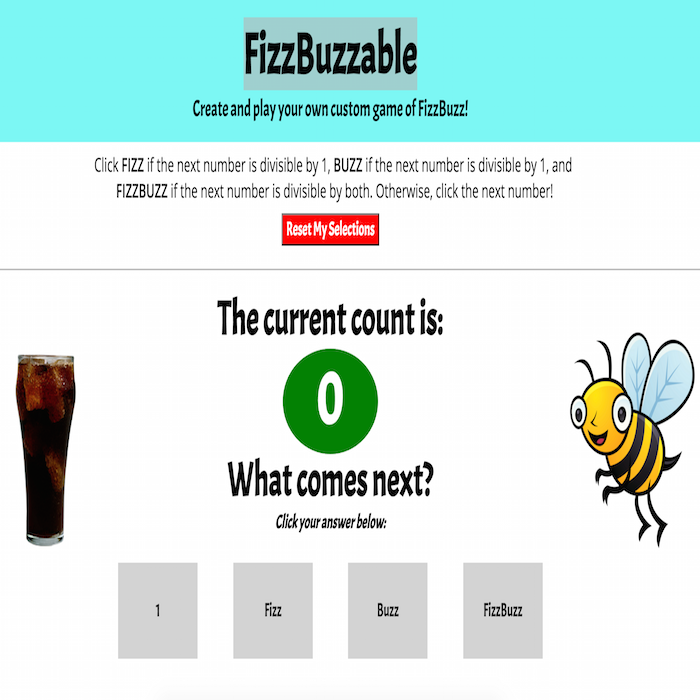 FizzBuzzable
Create and play your own custom game of FizzBuzz!
Click FIZZ if the next number is divisible by 1, BUZZ if the next number is divisible by 1, and
FIZZBUZZ if the next number is divisible by both. Otherwise, click the next number!
Reset My Selections
The current count is:
0
What comes next?
Click your answer below:
1 Fizz Buzz FizzBuzz